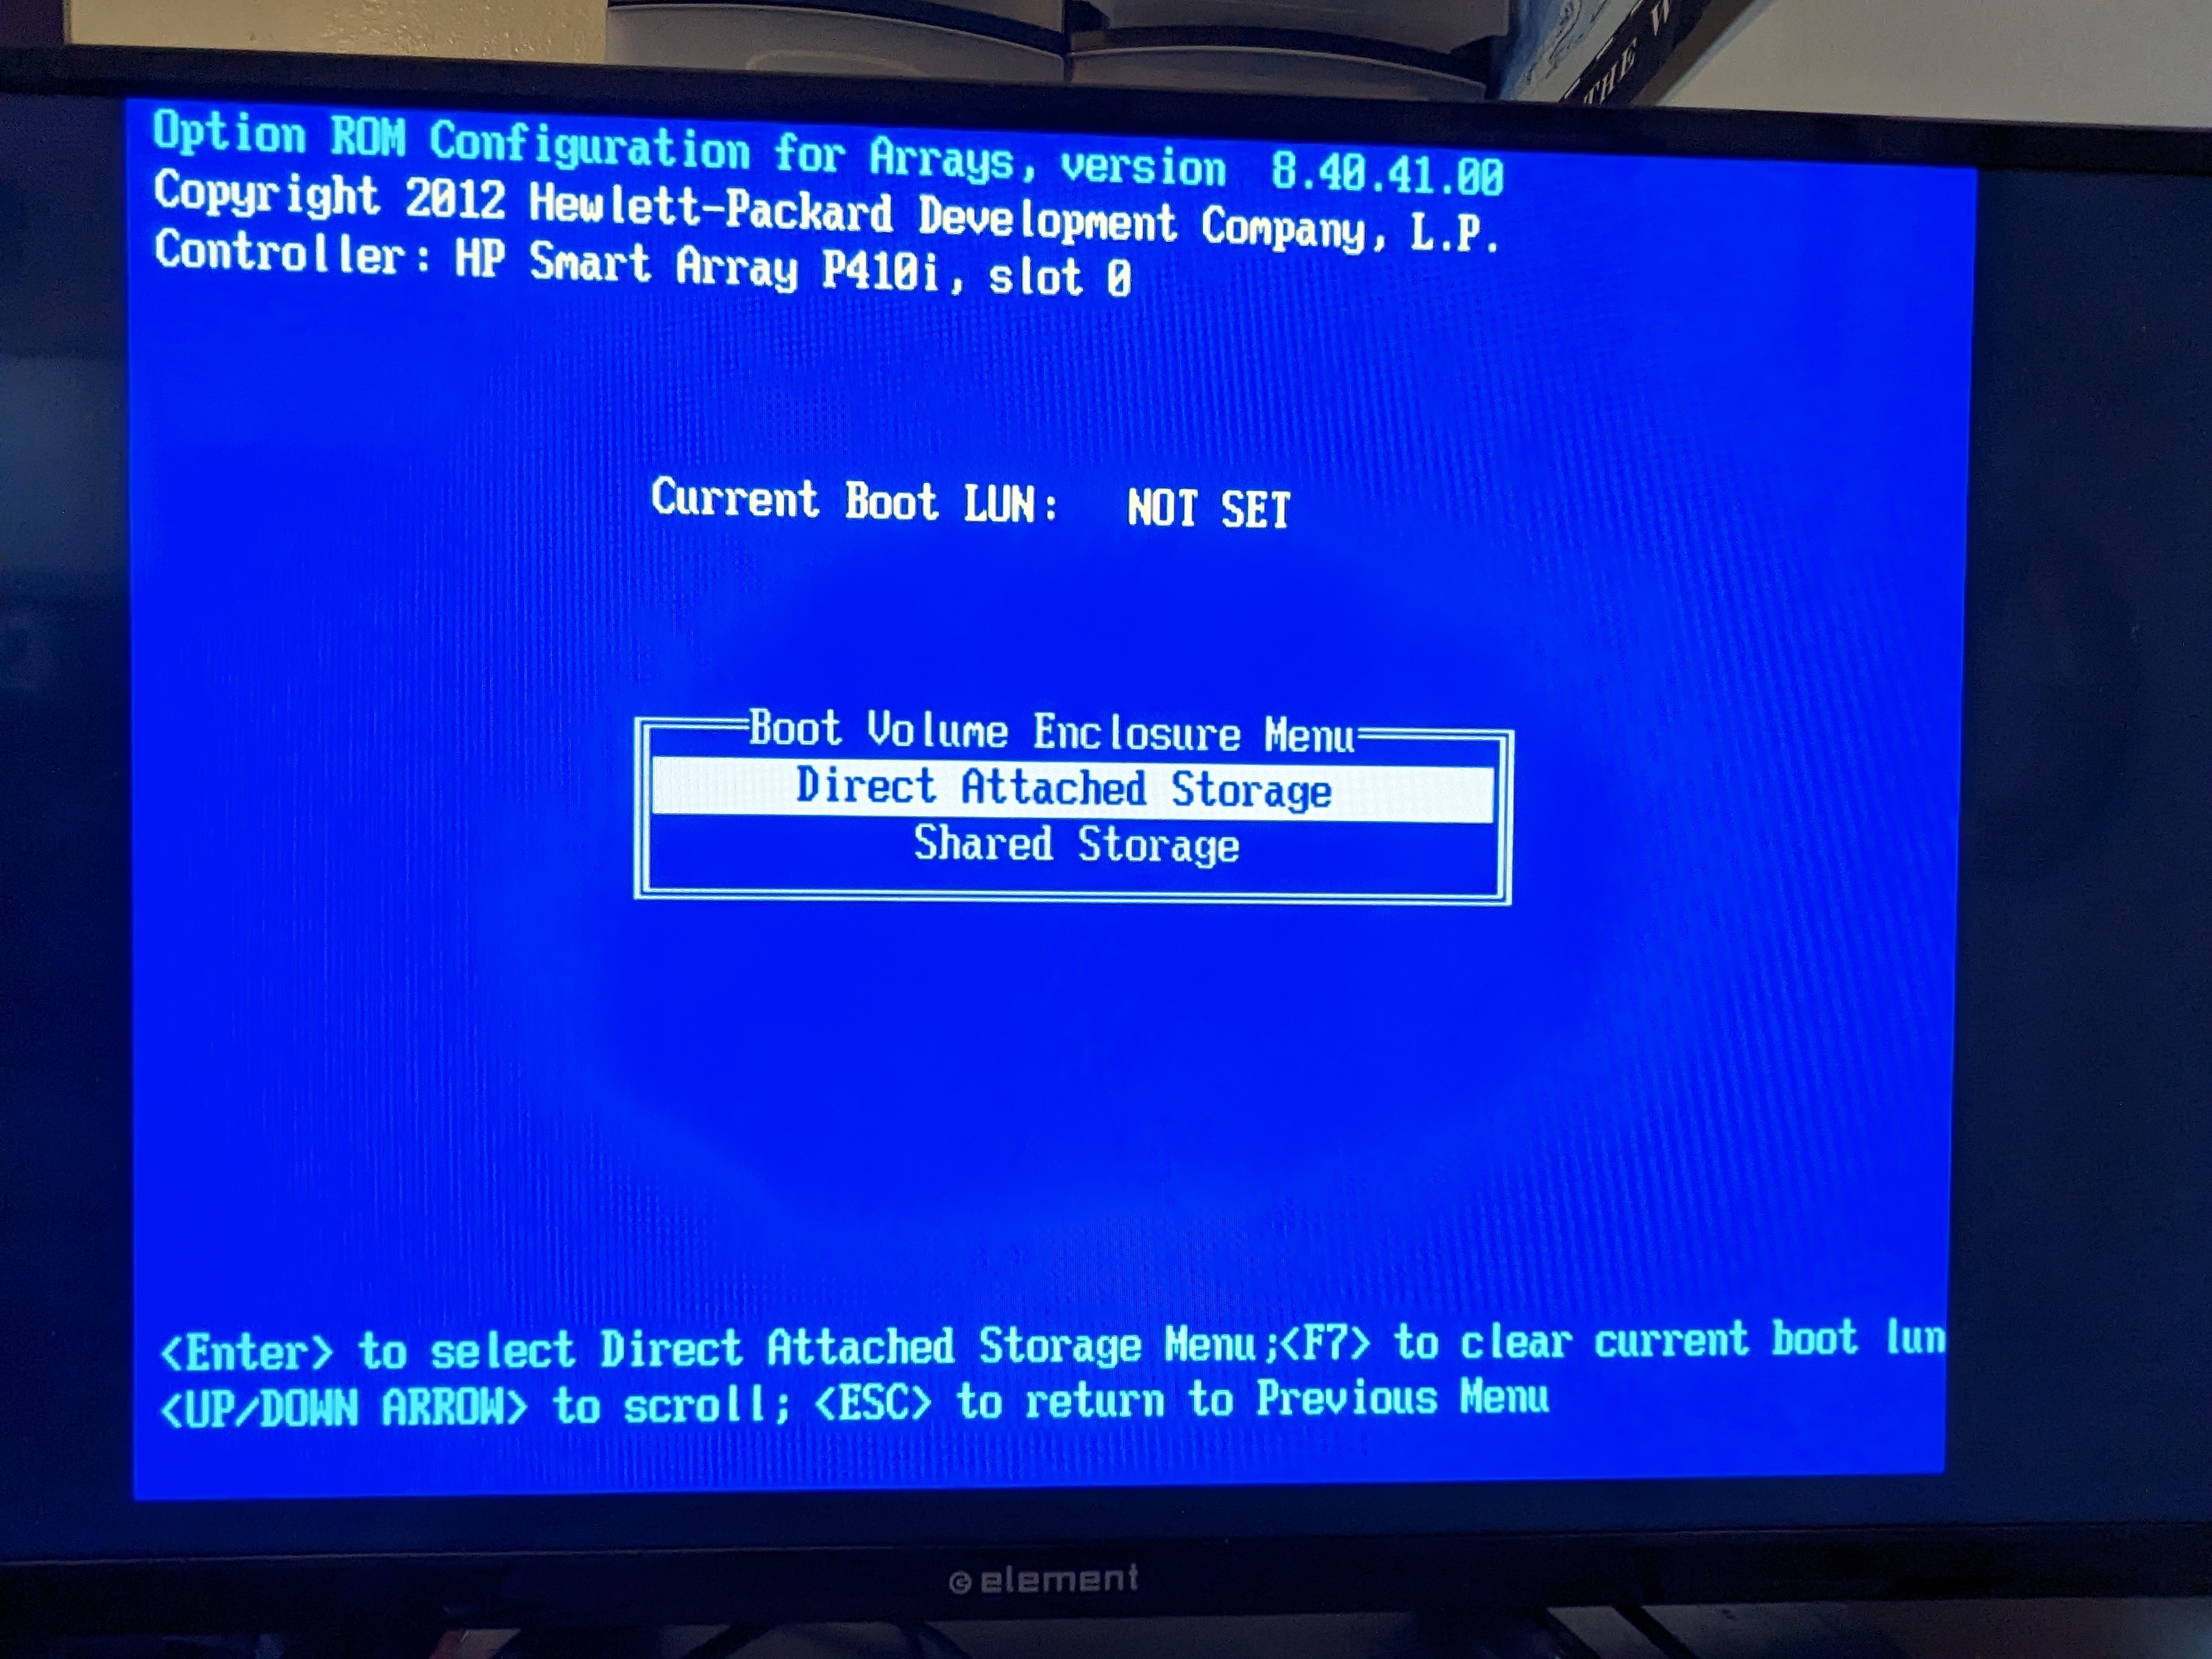 THE W
Option ROM Configuration for Arrays, version 8.40.41.00
Copyright 2012 Hewlett-Packard Development Company, L.P.
Controller: HP Smart Array P410i, slot 0
Current Boot LUN: NOT SET
Boot Volume Enclosure Menu
Direct Attached Storage
Shared Storage
<Enter> to select Direct Attached Storage Menu;<F7> to clear current boot lun
<UP/DOWN ARROW> to scroll; <ESC> to return to Previous Menu
element